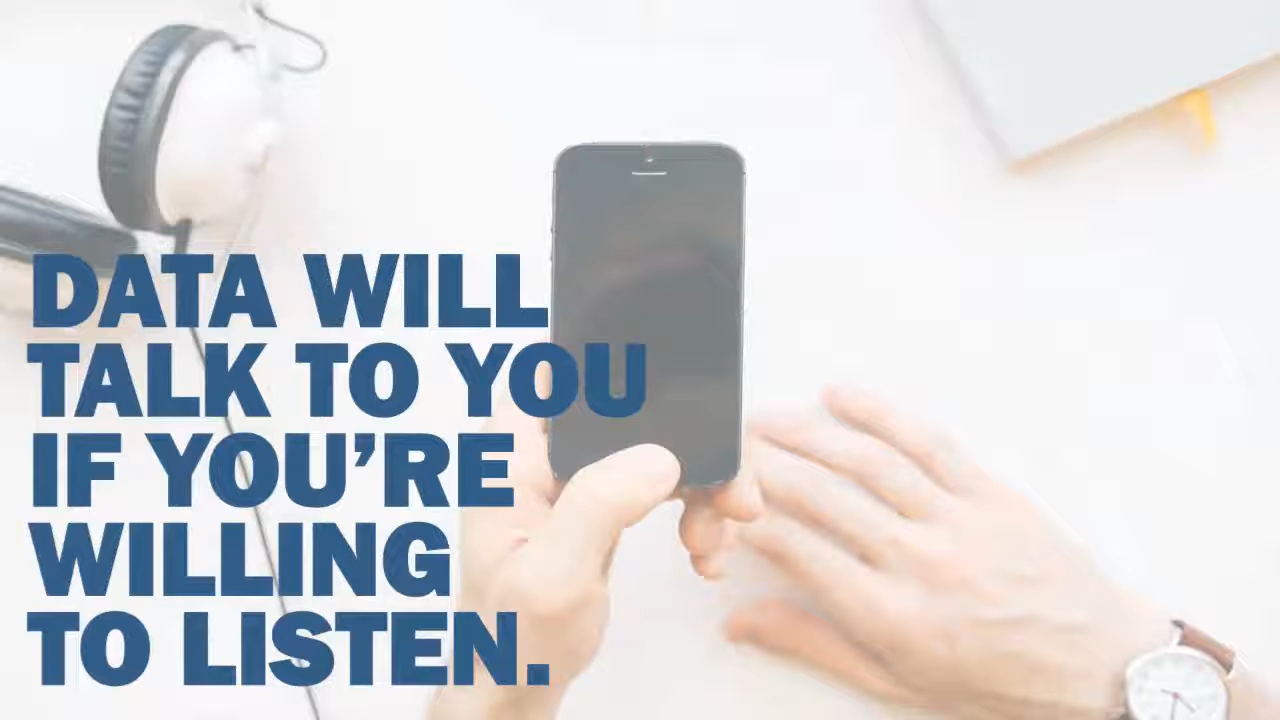 DATA WILL
TALK TO YOU
IF YOU’RE
WILLING
TO LISTEN.